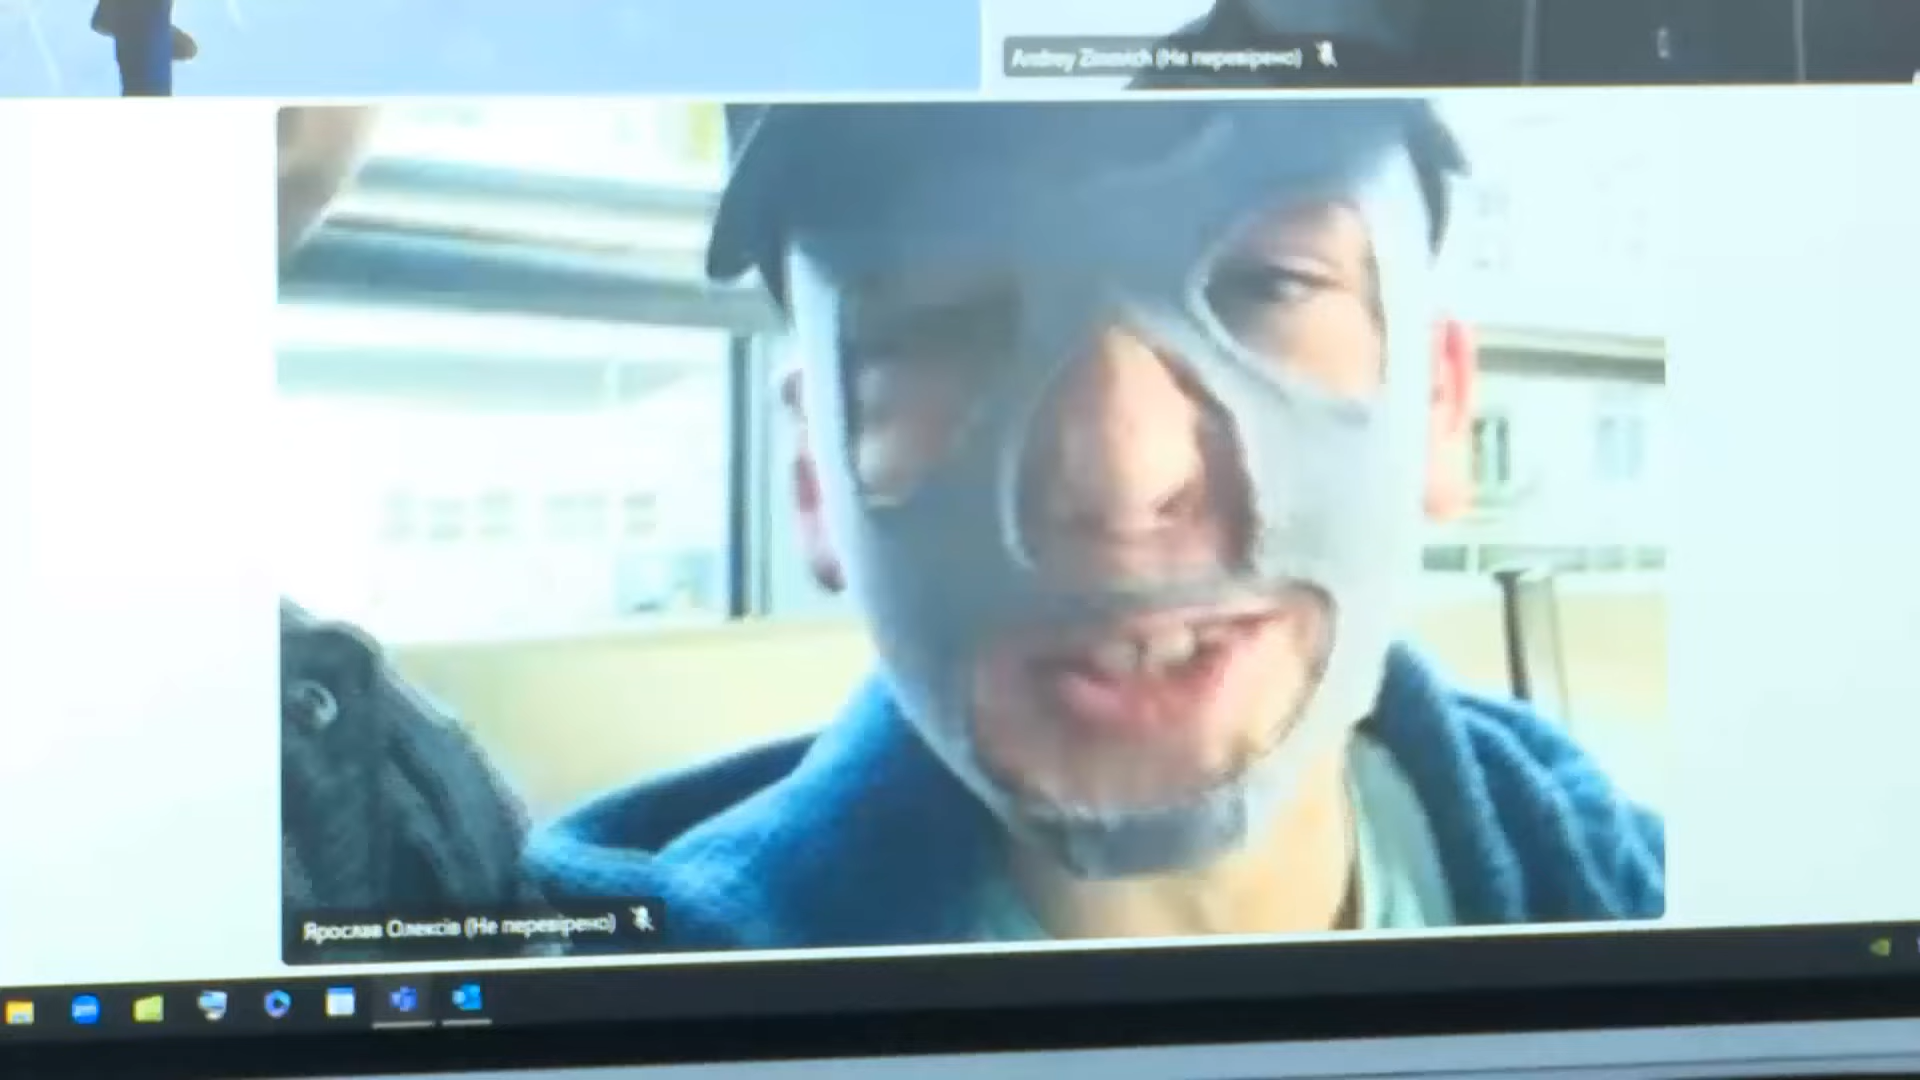 Andrey Zinovich (Не перевірено)
Ярослав Олексів (Не перевірено)